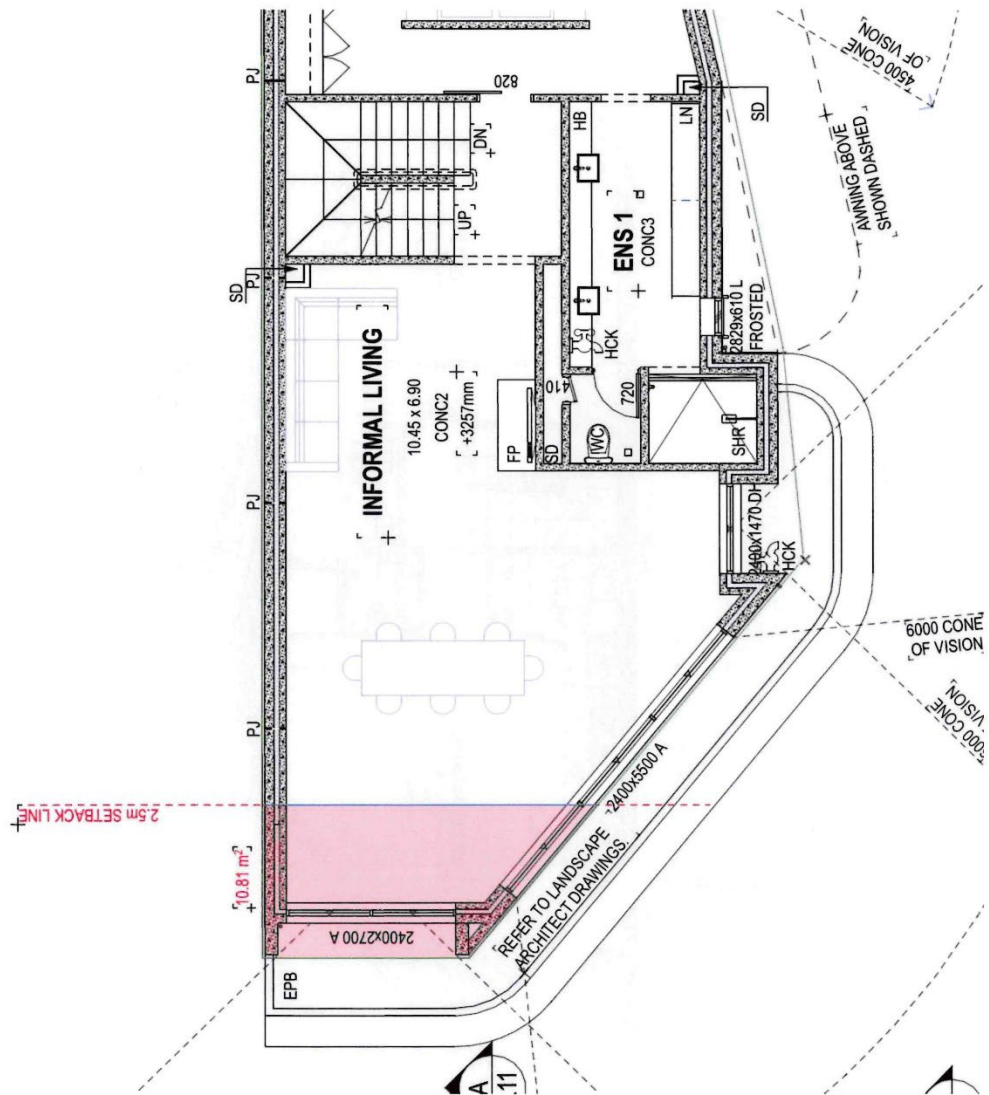 4500 CONE
OF VISION
PJ
820
SD
HB
LN
DN
UP
AWNING ABOVE
SHOWN DASHED
PJ
SD
ENS 1
CONC3
2829x610 L
FROSTED
HCK
INFORMAL LIVING
10.45 x 6.90
CONC2
+3257mm
410
720
FP
SD
WC
SHR
PJ
2400x1470 DH
HCK
6000 CONE
OF VISION
VISION
PJ
2.5m SETBACK LINE
2400x5500 A
10.81 m²
REFER TO LANDSCAPE
ARCHITECT DRAWINGS.
2400x2700 A
EPB
A
.11